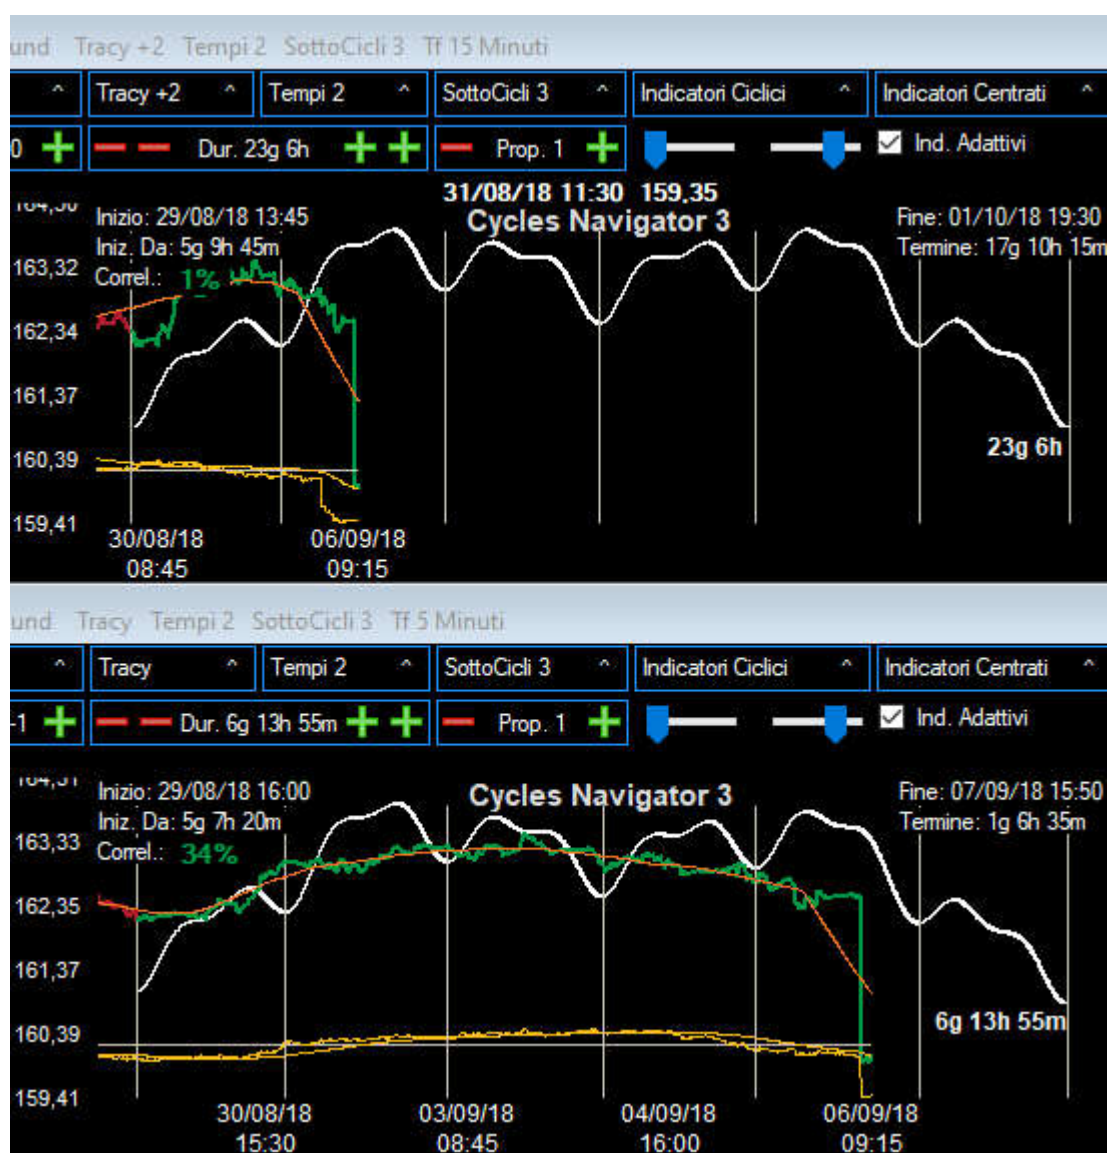 und Tracy +2 Tempi 2 SottoCicli 3 Tf 15 Minuti
^ Tracy +2 ^ Tempi 2 ^ SottoCicli 3 ^ Indicatori Ciclici ^ Indicatori Centrati ^
0 Dur. 23g 6h Prop. 1 Ind. Adattivi
31/08/18 11:30 159,35
Inizio: 29/08/18 13:45 Cycles Navigator 3 Fine: 01/10/18 19:30
Iniz. Da: 5g 9h 45m Termine: 17g 10h 15m
163,32 Correl.: 1%
162,34
161,37
160,39 23g 6h
159,41
30/08/18 06/09/18
08:45 09:15
und Tracy Tempi 2 SottoCicli 3 Tf 5 Minuti
^ Tracy ^ Tempi 2 ^ SottoCicli 3 ^ Indicatori Ciclici ^ Indicatori Centrati ^
-1 Dur. 6g 13h 55m Prop. 1 Ind. Adattivi
Inizio: 29/08/18 16:00 Cycles Navigator 3 Fine: 07/09/18 15:50
Iniz. Da: 5g 7h 20m Termine: 1g 6h 35m
163,33 Correl.: 34%
162,35
161,37
160,39 6g 13h 55m
159,41
30/08/18 03/09/18 04/09/18 06/09/18
15:30 08:45 16:00 09:15